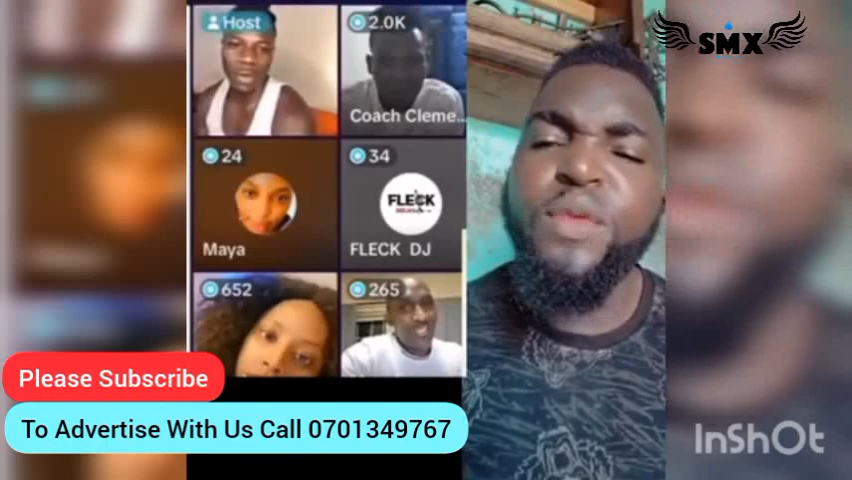 Host
2.0K
SMX
Coach Cleme...
24
34
FLECK
Maya
FLECK DJ
652
265
Please Subscribe
To Advertise With Us Call 0701349767
InShOt